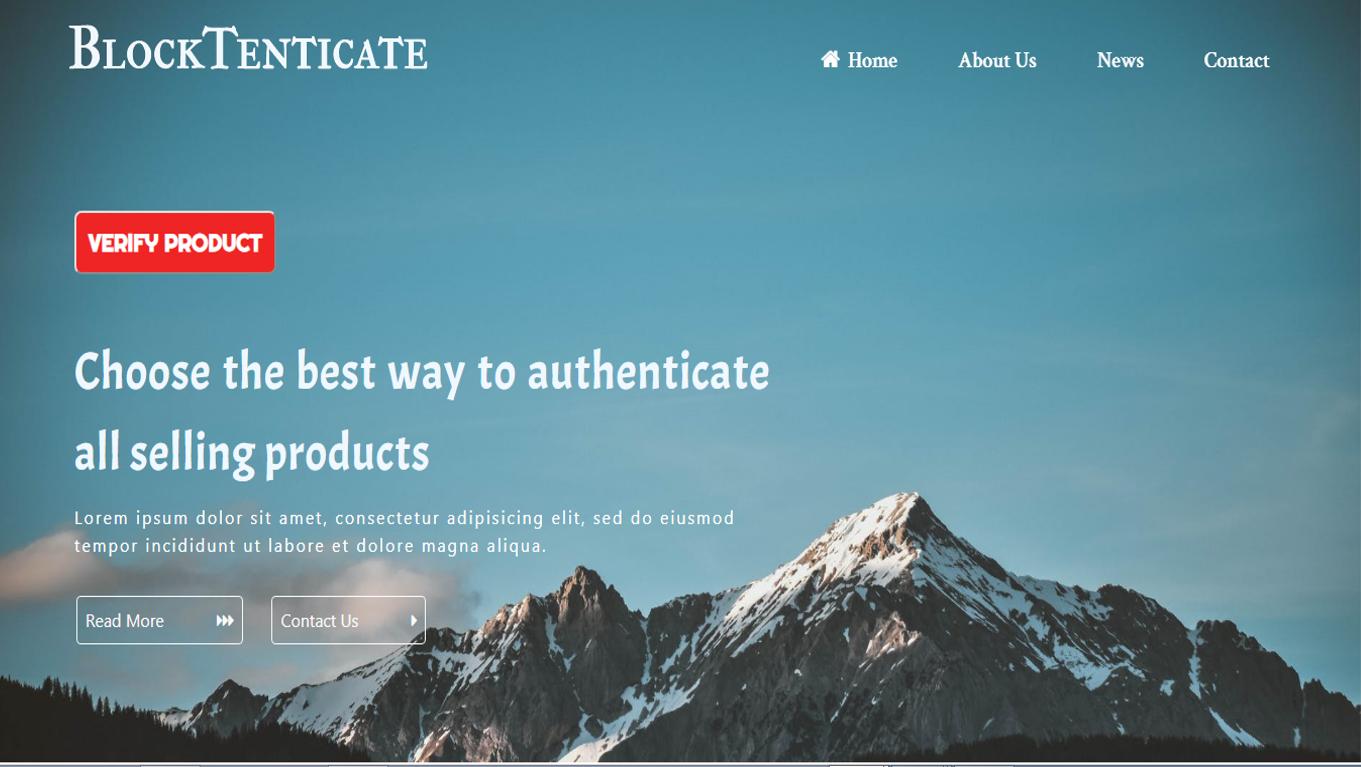 BlockTenticate
Home About Us News Contact
VERIFY PRODUCT
Choose the best way to authenticate
all selling products
Lorem ipsum dolor sit amet, consectetur adipisicing elit, sed do eiusmod
tempor incididunt ut labore et dolore magna aliqua.
Read More Contact Us